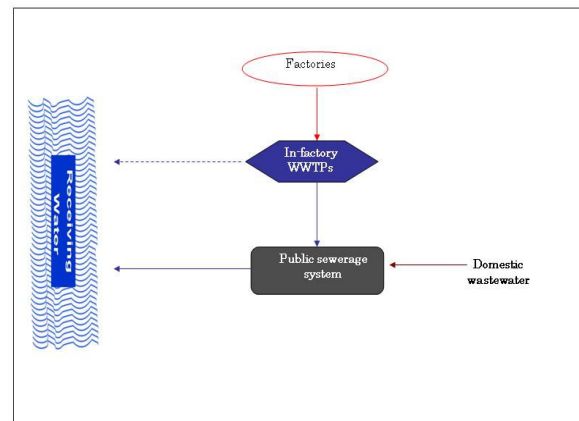 Factories
In-factory
WWTPs
Receiving
Water
Public sewerage
system
Domestic
wastewater